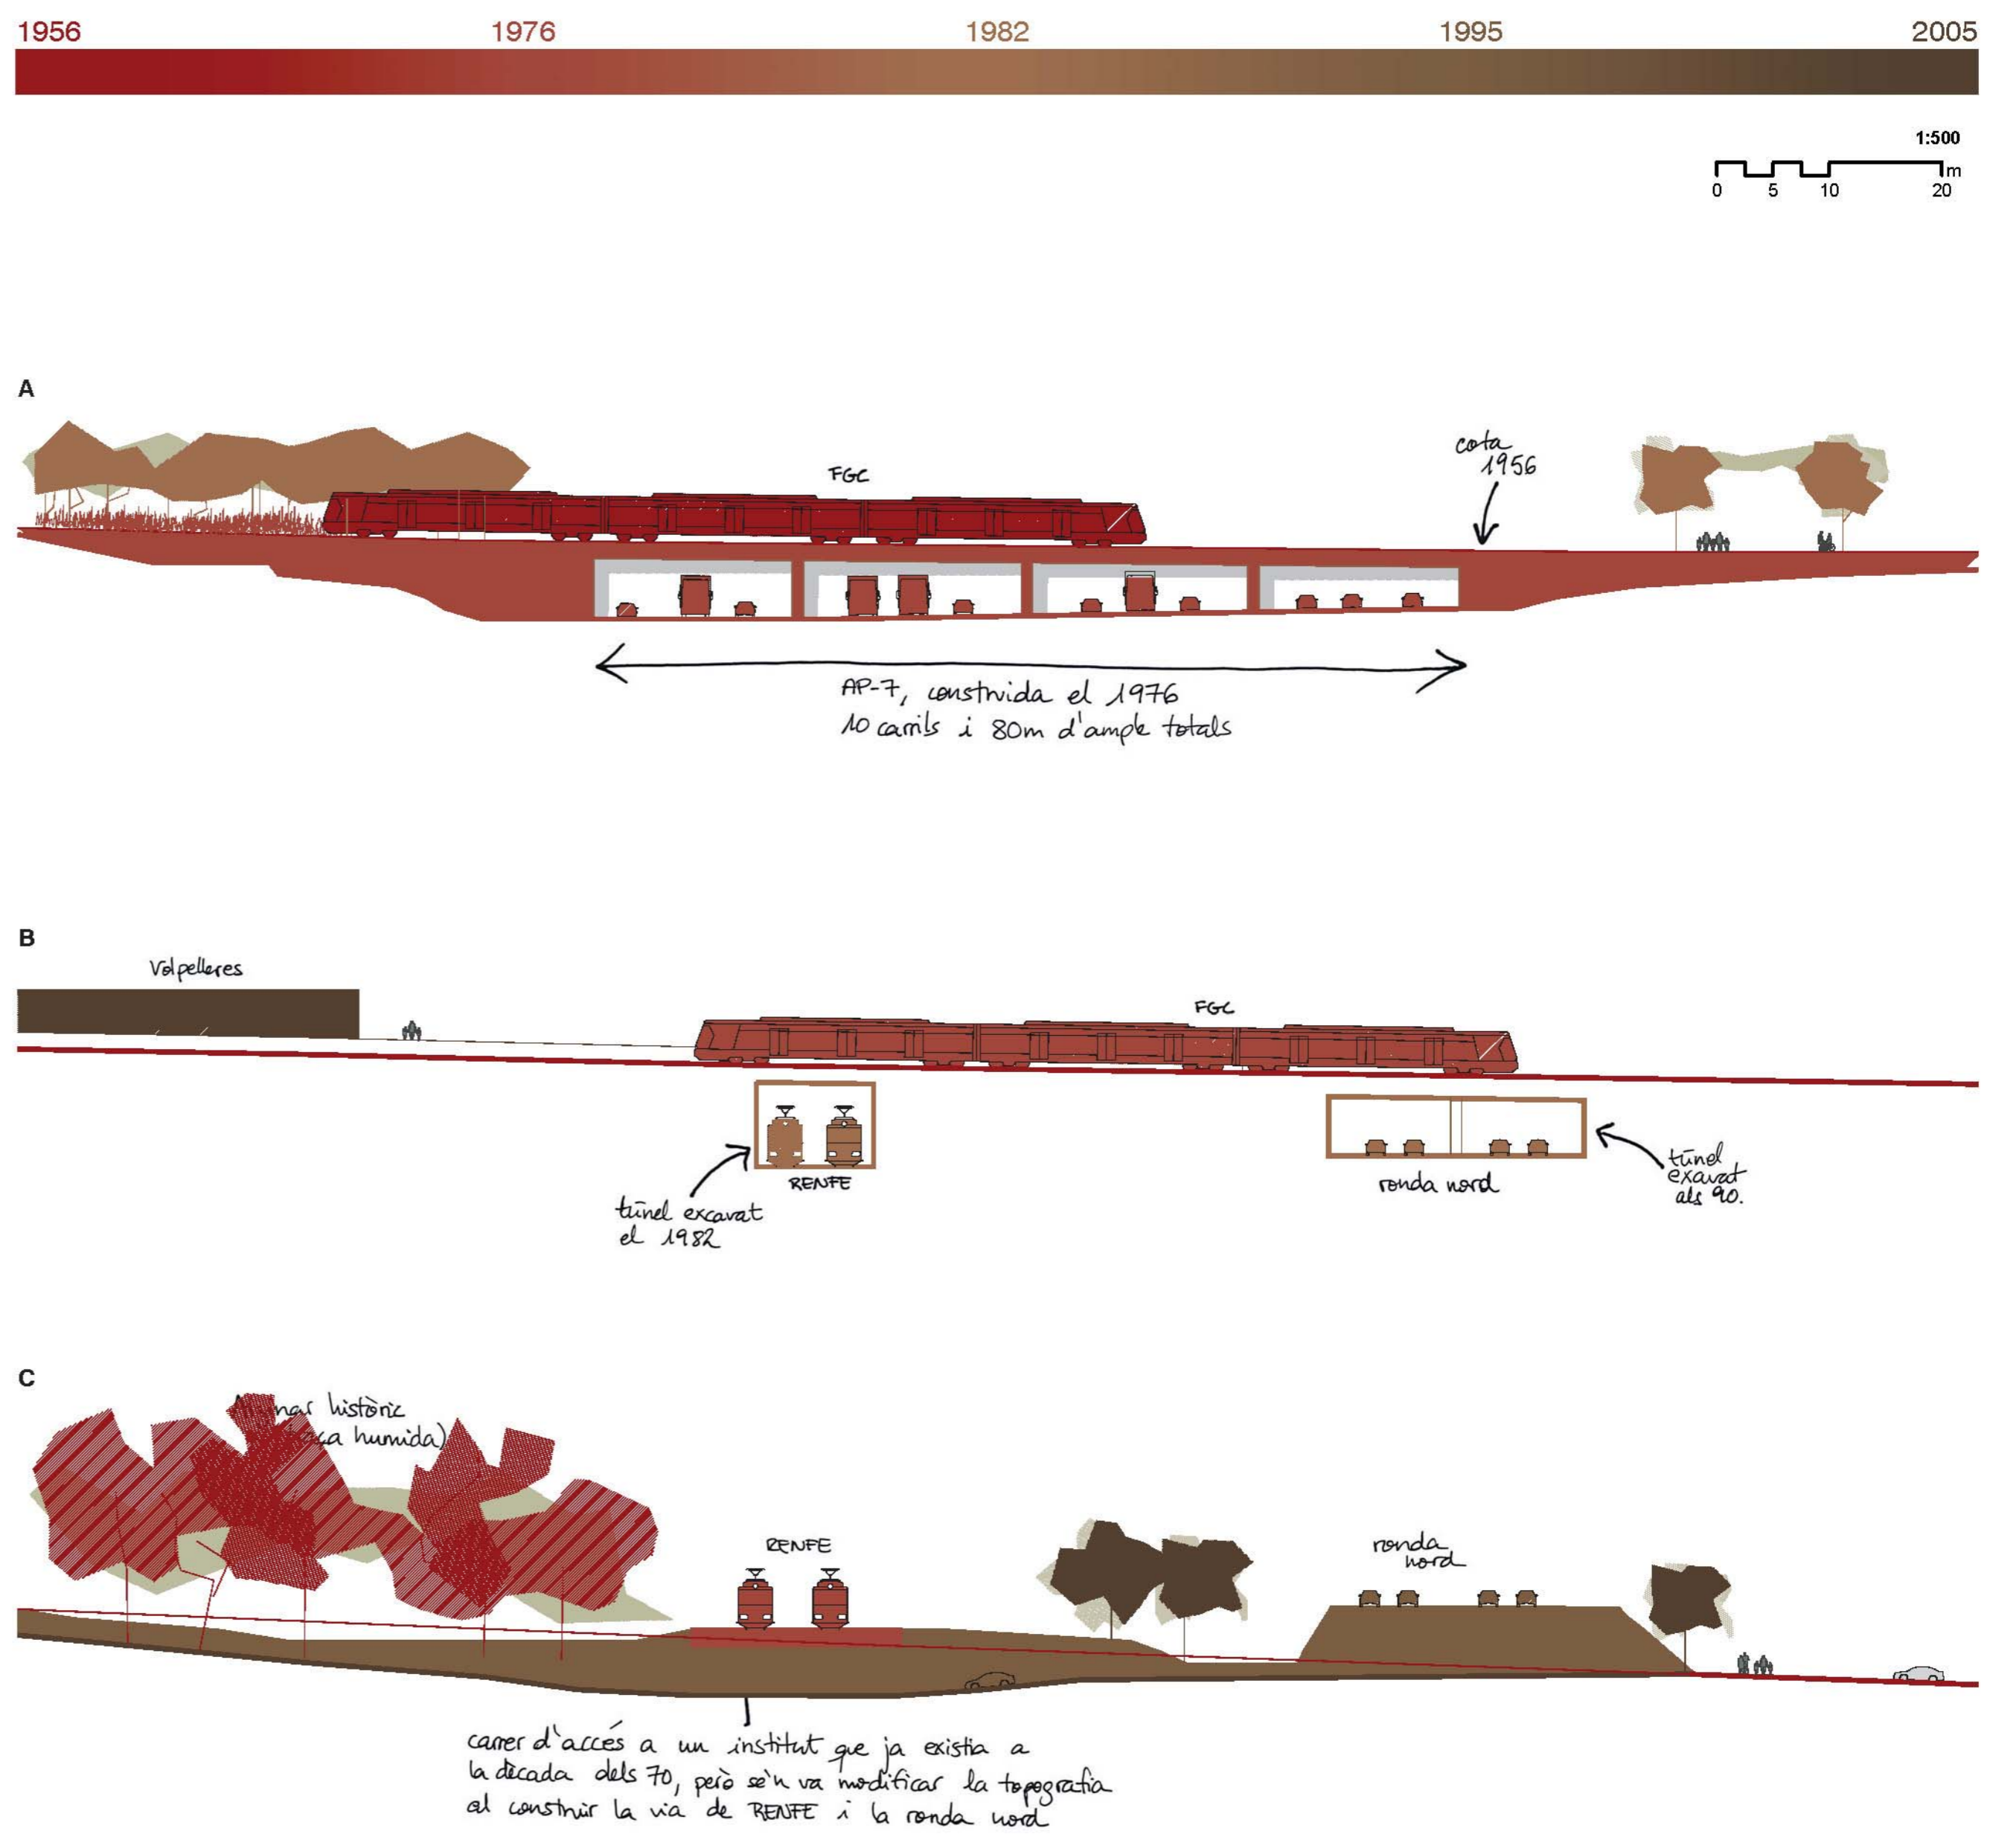 1956 1976 1982 1995 2005
1:500
m
0 5 10 20
A
FGC
cota
1956
AP-7, construida el 1976
10 carrils i 80m d'ample totals
B
Volpelleres
FGC
RENFE
túnel excavat
el 1982
ronda nord
túnel
exavat
als 90.
C
històric
humida)
RENFE
ronda
nord
carrer d'accés a un institut que ja existia a
la dècada dels 70, però se'n va modificar la topografia
al construir la via de RENFE i la ronda nord